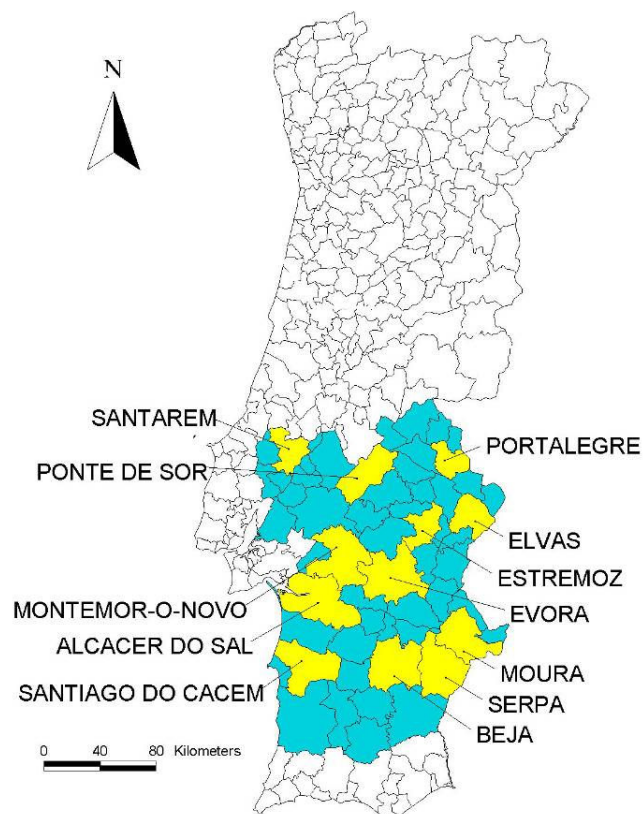 N
SANTAREM
PORTALEGRE
PONTE DE SOR
ELVAS
ESTREMOZ
MONTEMOR-O-NOVO
EVORA
ALCACER DO SAL
MOURA
SANTIAGO DO CACEM
SERPA
BEJA
0 40 80 Kilometers